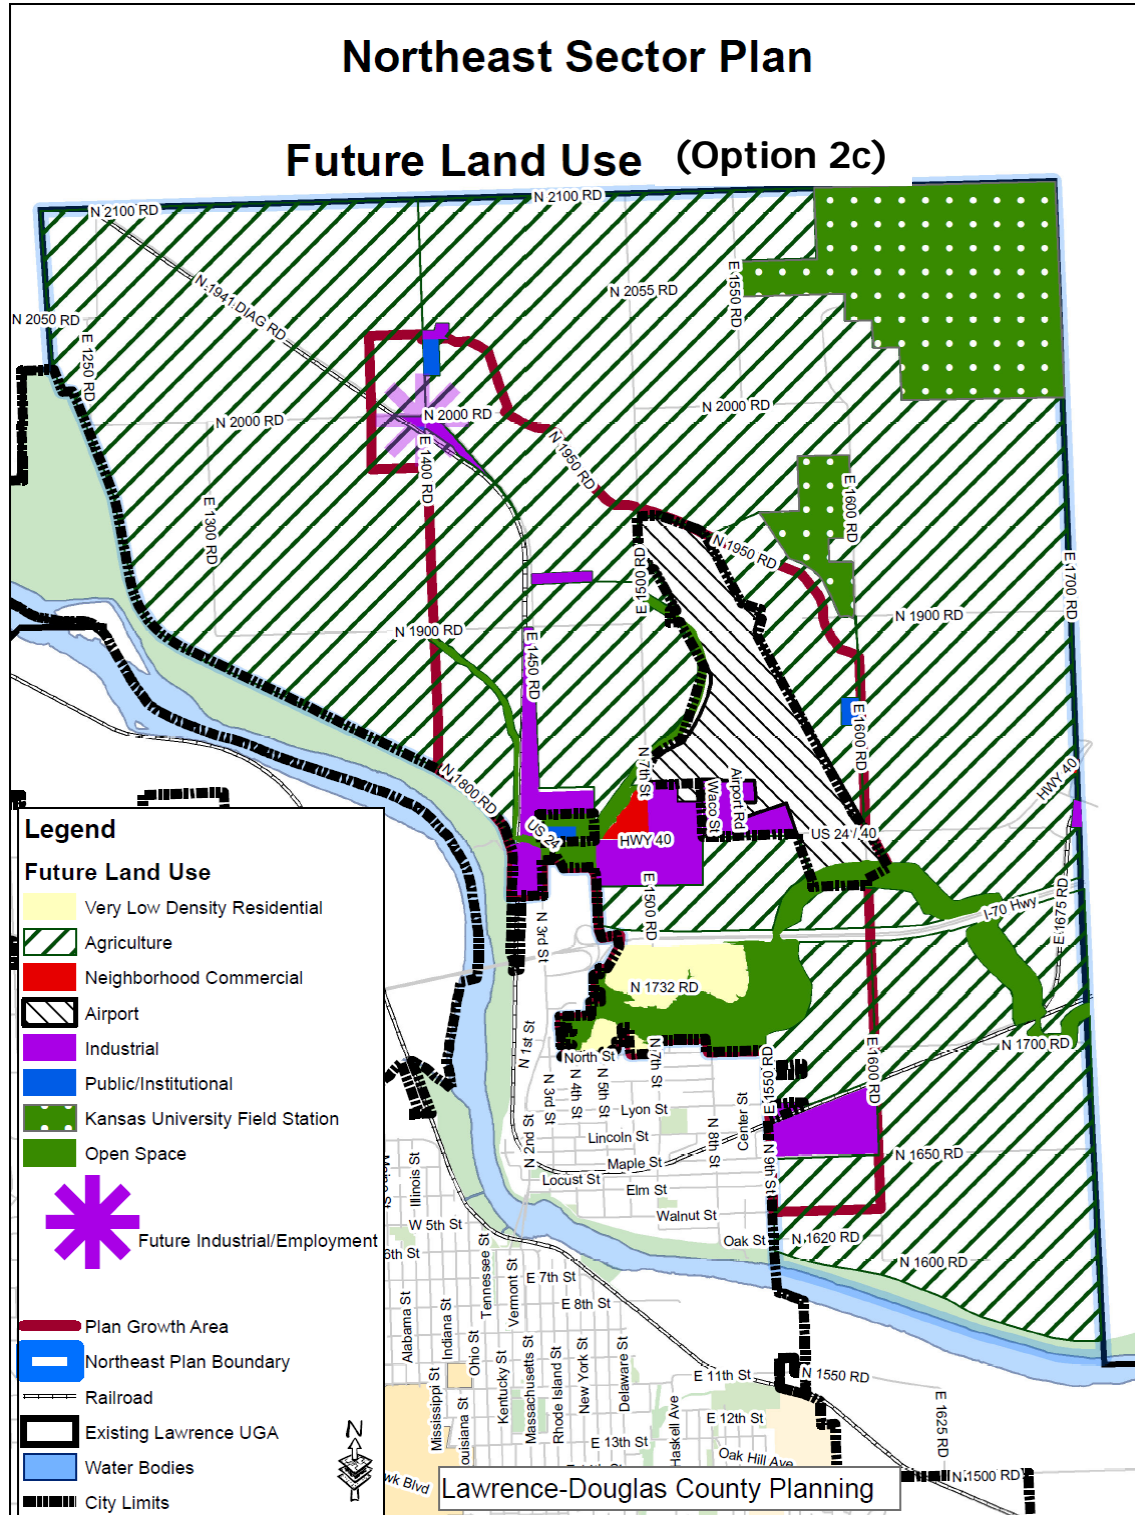 Northeast Sector Plan
Future Land Use (Option 2c)
N 2100 RD
N 2100 RD
N 1941 DIAG RD
N 2055 RD
E 1550 RD
N 2050 RD
E 1250 RD
N 2000 RD
N 2000 RD
N 2000 RD
E 1400 RD
N 1950 RD
E 1600 RD
E 1300 RD
N 1950 RD
E 1500 RD
E 1700 RD
N 1900 RD
N 1900 RD
E 1450 RD
E 1600 RD
N 7th St
N 1800 RD
Waco St
Airport Rd
HWY 40
US 24
HWY 40
US 24 / 40
E 1500 RD
N 3rd St
I-70 Hwy
E 1675 RD
N 1732 RD
N 1st St
North St
N 7th St
N 1700 RD
E 1600 RD
E 1550 RD
N 3rd St
N 4th St
N 5th St
Lyon St
Center St
N 8th St
Lincoln St
N 2nd St
Maple St
N 1650 RD
Locust St
Elm St
N 9th St
Illinois St
Walnut St
W 5th St
Oak St
N 1620 RD
6th St
N 1600 RD
Tennessee St
Vermont St
E 7th St
E 8th St
Alabama St
Indiana St
Ohio St
Kentucky St
Massachusetts St
Rhode Island St
New York St
Delaware St
E 11th St
N 1550 RD
Mississippi St
Louisiana St
Haskell Ave
E 12th St
E 1625 RD
E 13th St
Oak Hill Ave
wk Blvd
N 1500 RD
Legend
Future Land Use
Very Low Density Residential
Agriculture
Neighborhood Commercial
Airport
Industrial
Public/Institutional
Kansas University Field Station
Open Space
Future Industrial/Employment
Plan Growth Area
Northeast Plan Boundary
Railroad
Existing Lawrence UGA
Water Bodies
City Limits
N
Lawrence-Douglas County Planning